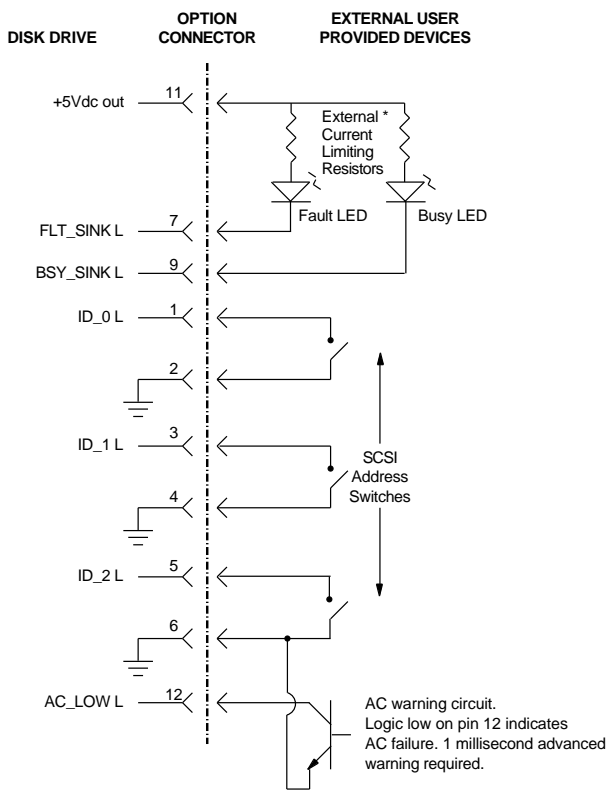 DISK DRIVE
OPTION
CONNECTOR
EXTERNAL USER
PROVIDED DEVICES
+5Vdc out
11
External *
Current
Limiting
Resistors
Fault LED
Busy LED
FLT_SINK L
7
BSY_SINK L
9
ID_0 L
1
2
ID_1 L
3
SCSI
Address
Switches
4
ID_2 L
5
6
AC_LOW L
12
AC warning circuit.
Logic low on pin 12 indicates
AC failure. 1 millisecond advanced
warning required.